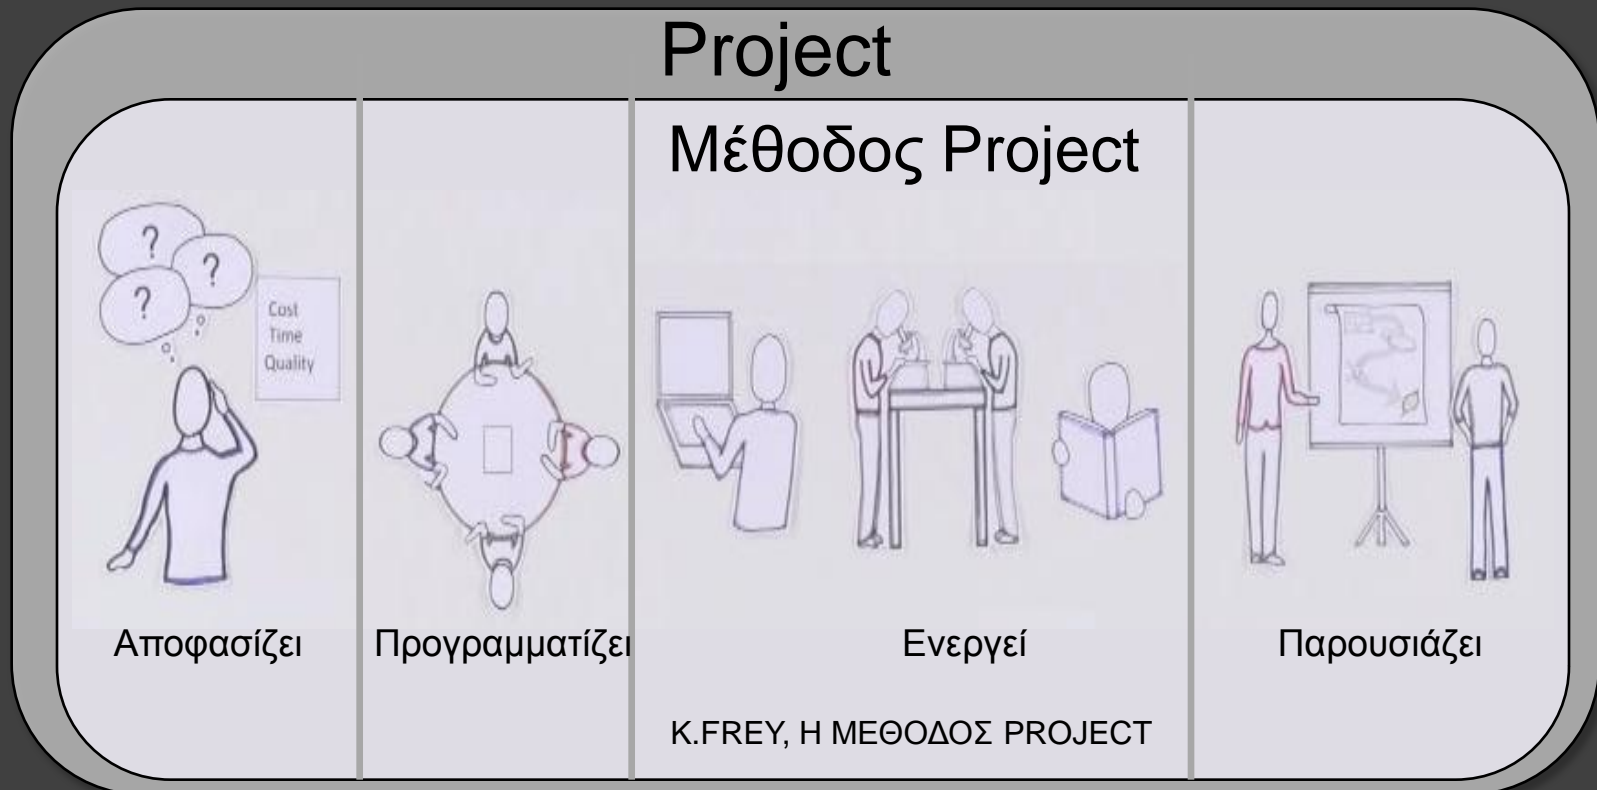 Project
Μέθοδος Project
?
?
?
Cost
Time
Quality
Αποφασίζει
Προγραμματίζει
Ενεργεί
Παρουσιάζει
K.FREY, Η ΜΕΘΟΔΟΣ PROJECT